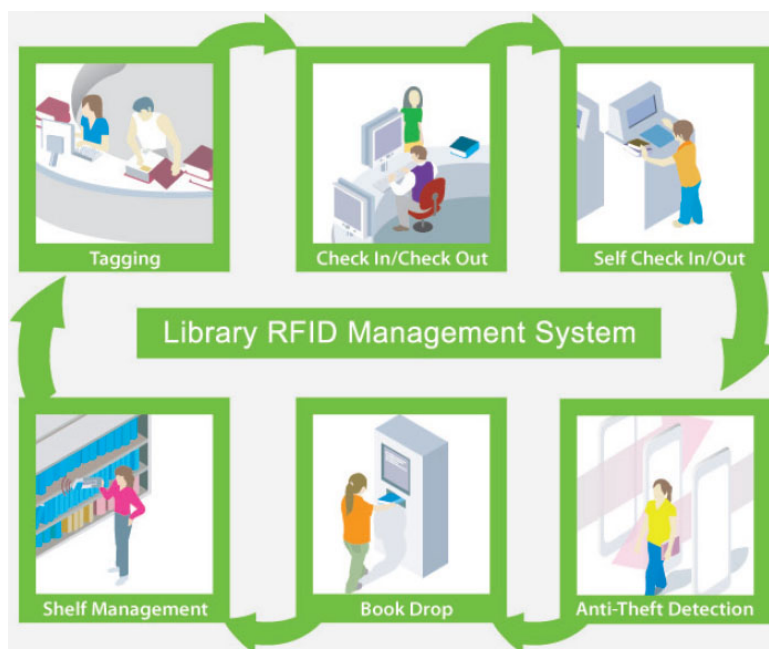 Tagging
Check In/Check Out
Self Check In/Out
Library RFID Management System
Shelf Management
Book Drop
Anti-Theft Detection